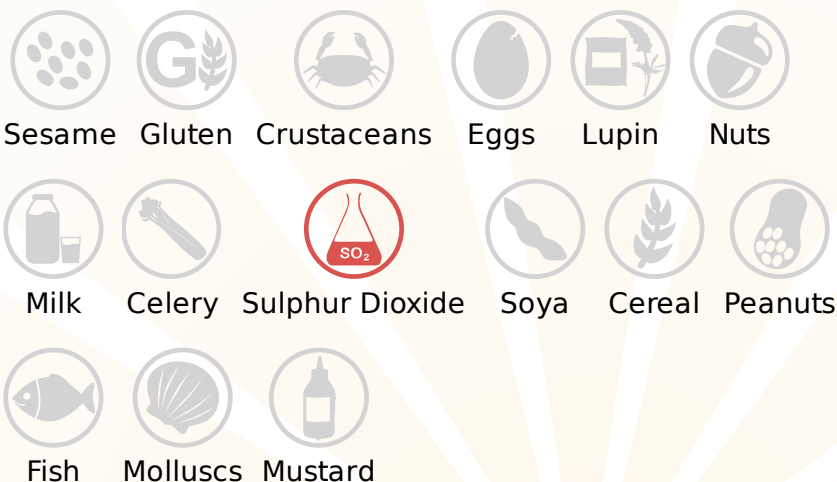 G
Sesame Gluten Crustaceans Eggs Lupin Nuts
SO₂
Milk Celery Sulphur Dioxide Soya Cereal Peanuts
Fish Molluscs Mustard